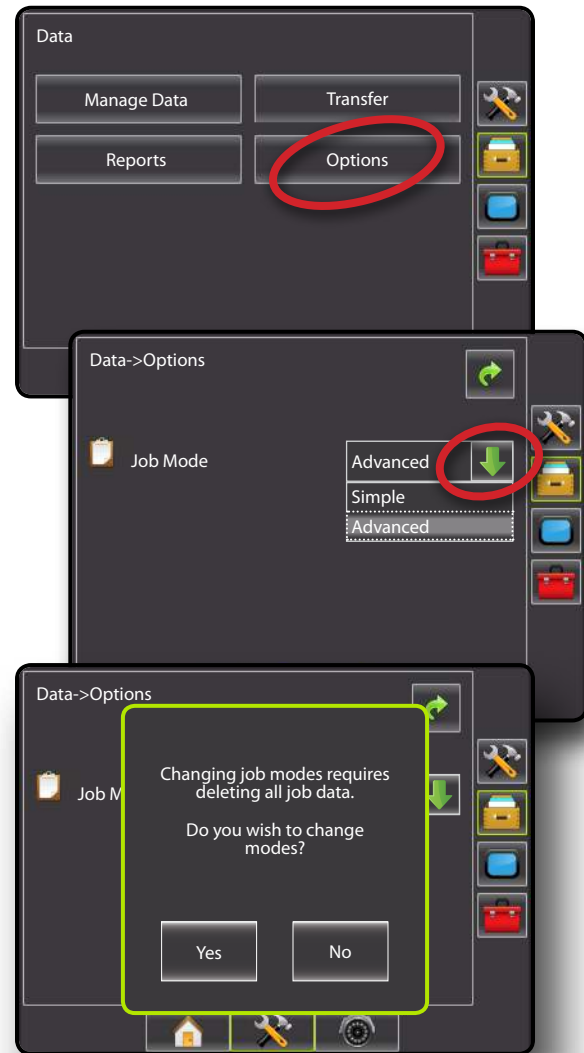 Data
Manage Data
Transfer
Reports
Options
Data->Options
Job Mode
Advanced
Simple
Advanced
Data->Options
Job M
Changing job modes requires
deleting all job data.
Do you wish to change
modes?
Yes
No